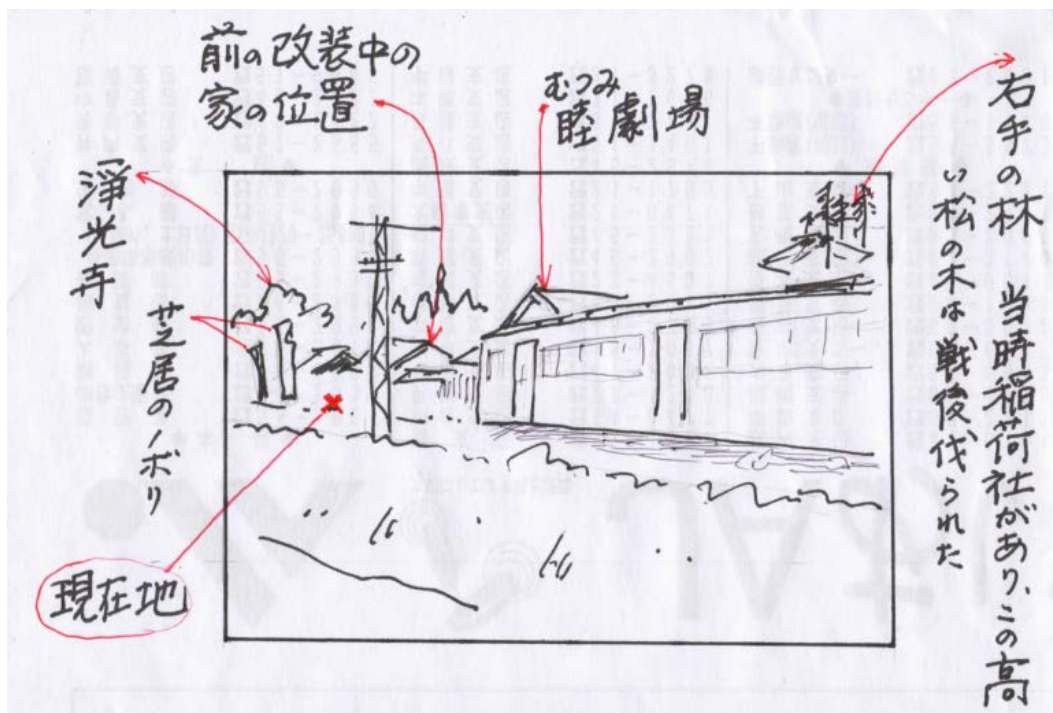 前の改装中の
家の位置
むつみ
睦劇場
右手の林 当時稲荷社があり、この高
い松の木は戦後伐られた
浄光寺
芝居のノボリ
現在地